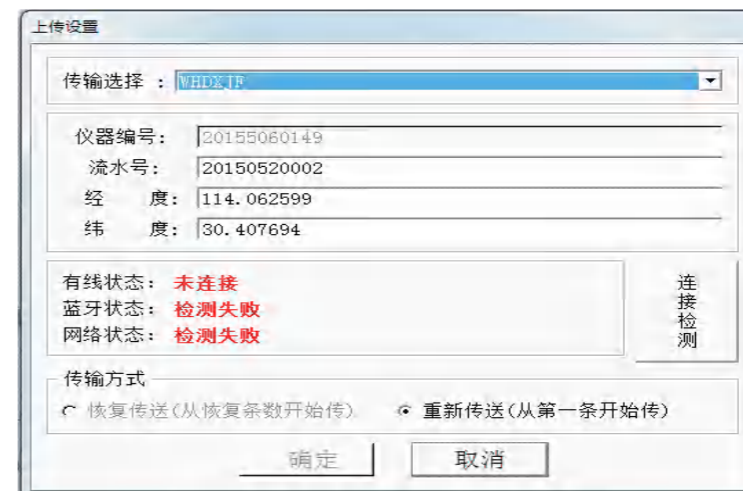 上传设置
传输选择 : WHDXJF
仪器编号: 20155060149
流水号: 20150520002
经 度: 114.062599
纬 度: 30.407694
有线状态: 未连接
蓝牙状态: 检测失败
网络状态: 检测失败
连接检测
传输方式
恢复传送(从恢复条数开始传) 重新传送(从第一条开始传)
确定 取消